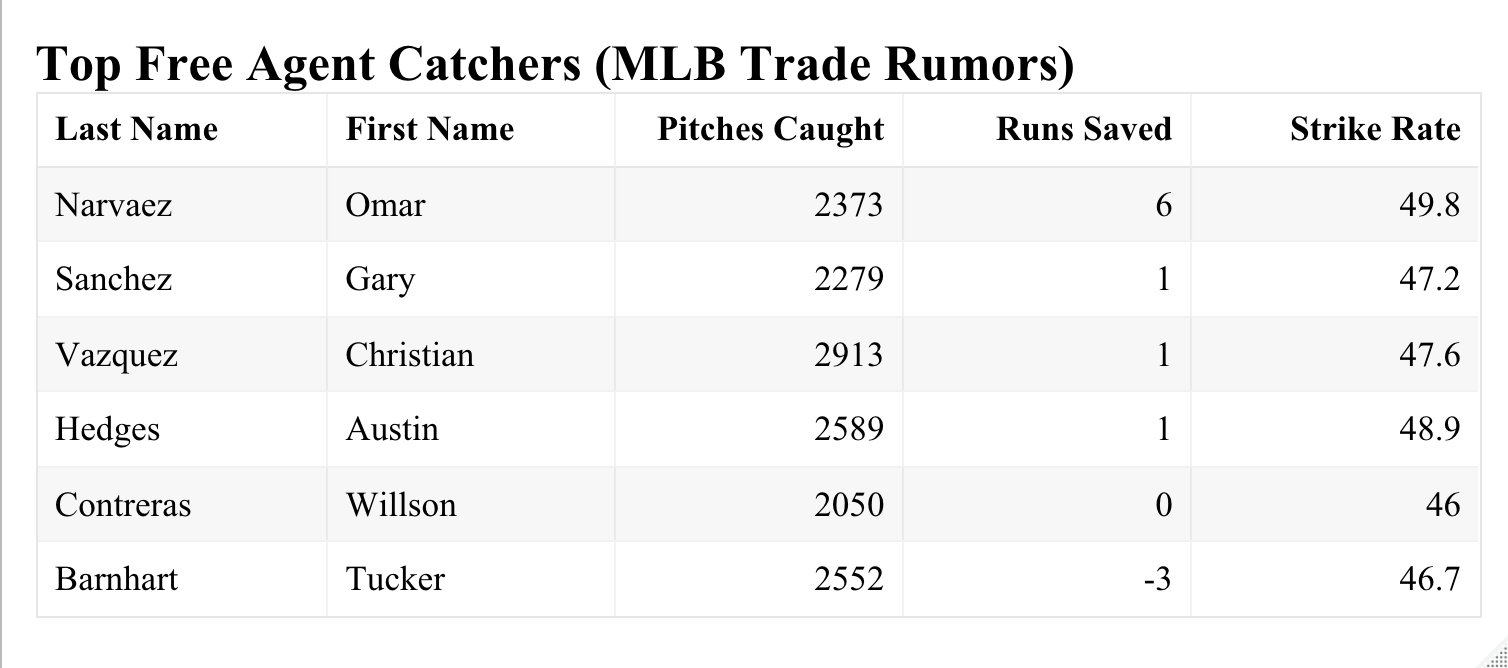 Top Free Agent Catchers (MLB Trade Rumors)
Last Name First Name Pitches Caught Runs Saved Strike Rate
Narvaez Omar 2373 6 49.8
Sanchez Gary 2279 1 47.2
Vazquez Christian 2913 1 47.6
Hedges Austin 2589 1 48.9
Contreras Willson 2050 0 46
Barnhart Tucker 2552 -3 46.7